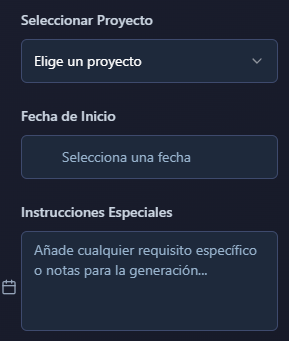 Seleccionar Proyecto
Elige un proyecto
Fecha de Inicio
Selecciona una fecha
Instrucciones Especiales
Añade cualquier requisito específico
o notas para la generación...